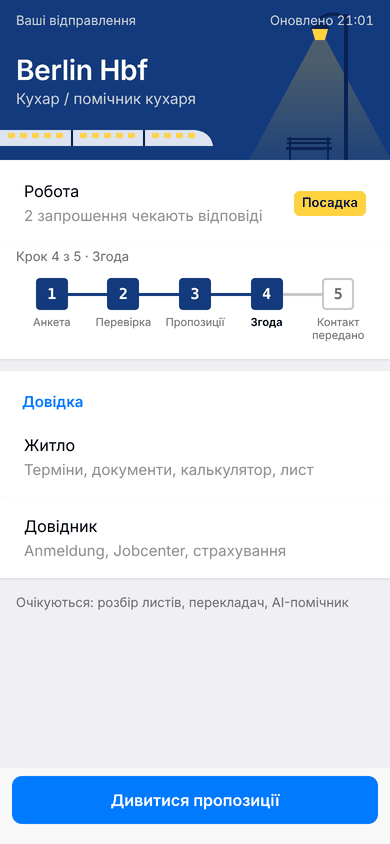 Ваші відправлення
Оновлено 21:01
Berlin Hbf
Кухар / помічник кухаря
Робота
2 запрошення чекають відповіді
Посадка
Крок 4 з 5 · Згода
1 2 3 4 5
Анкета Перевірка Пропозиції Згода Контакт передано
Довідка
Житло
Терміни, документи, калькулятор, лист
Довідник
Anmeldung, Jobcenter, страхування
Очікуються: розбір листів, перекладач, AI-помічник
Дивитися пропозиції